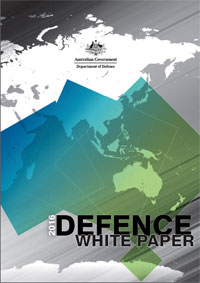 Australian Government
Department of Defence
2016
DEFENCE
WHITE PAPER